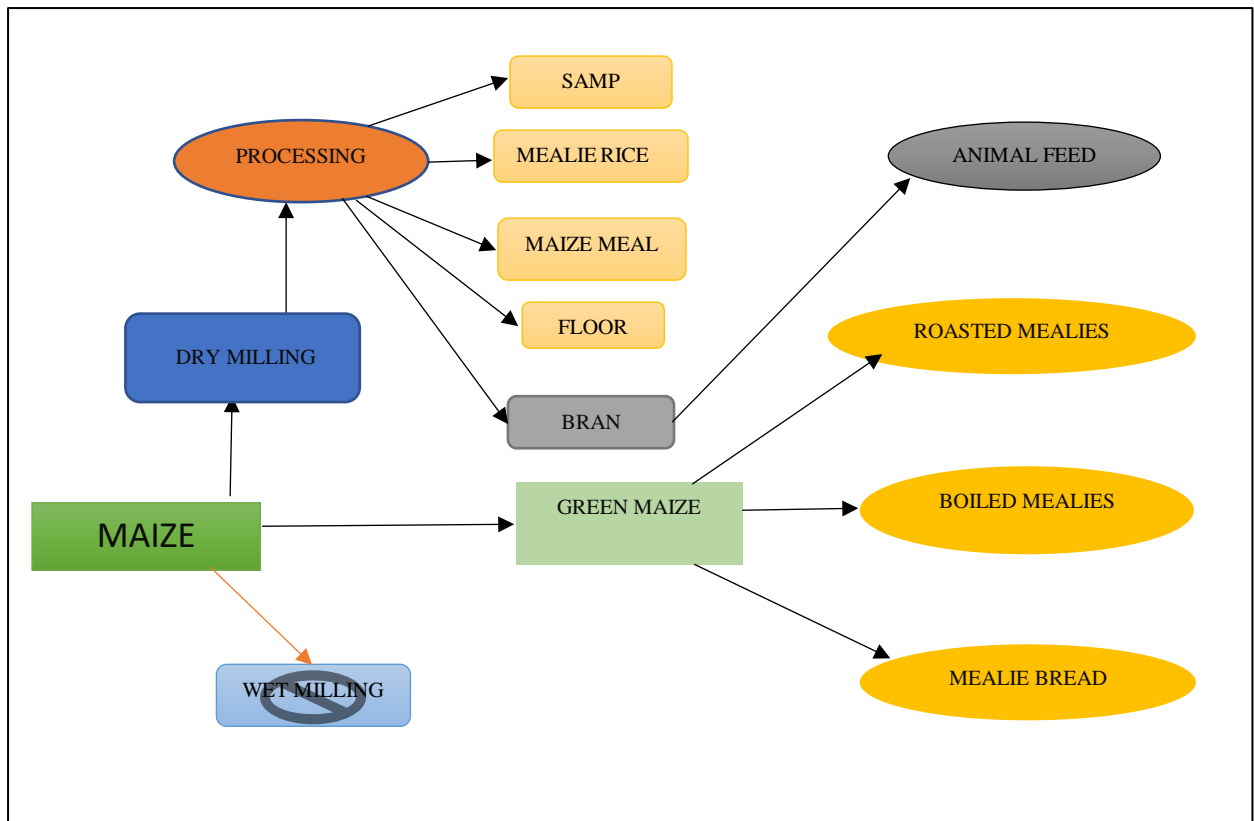 SAMP
PROCESSING
MEALIE RICE
ANIMAL FEED
MAIZE MEAL
FLOOR
ROASTED MEALIES
DRY MILLING
BRAN
GREEN MAIZE
BOILED MEALIES
MAIZE
WET MILLING
MEALIE BREAD